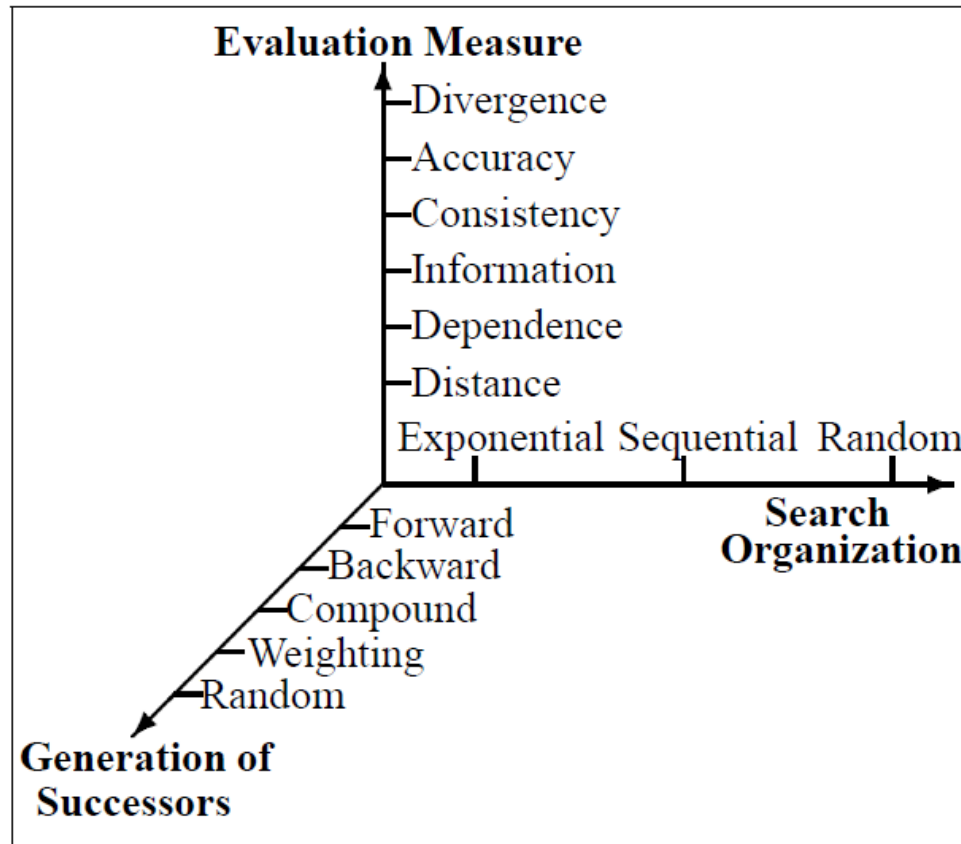 Evaluation Measure
Divergence
Accuracy
Consistency
Information
Dependence
Distance
Exponential Sequential Random
Search
Organization
Forward
Backward
Compound
Weighting
Random
Generation of
Successors